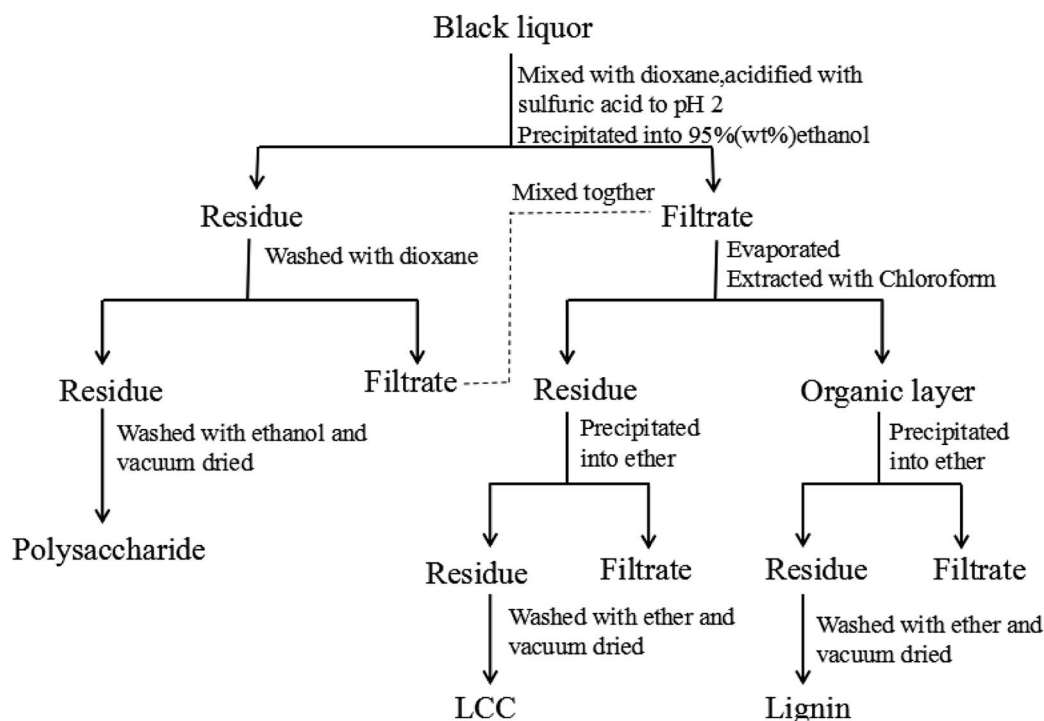 Black liquor
Mixed with dioxane,acidified with
sulfuric acid to pH 2
Precipitated into 95%(wt%)ethanol
Mixed togther
Residue
Filtrate
Washed with dioxane
Evaporated
Extracted with Chloroform
Residue
Filtrate
Residue
Organic layer
Washed with ethanol and
vacuum dried
Precipitated
into ether
Precipitated
into ether
Polysaccharide
Residue
Filtrate
Residue
Filtrate
Washed with ether and
vacuum dried
Washed with ether and
vacuum dried
LCC
Lignin